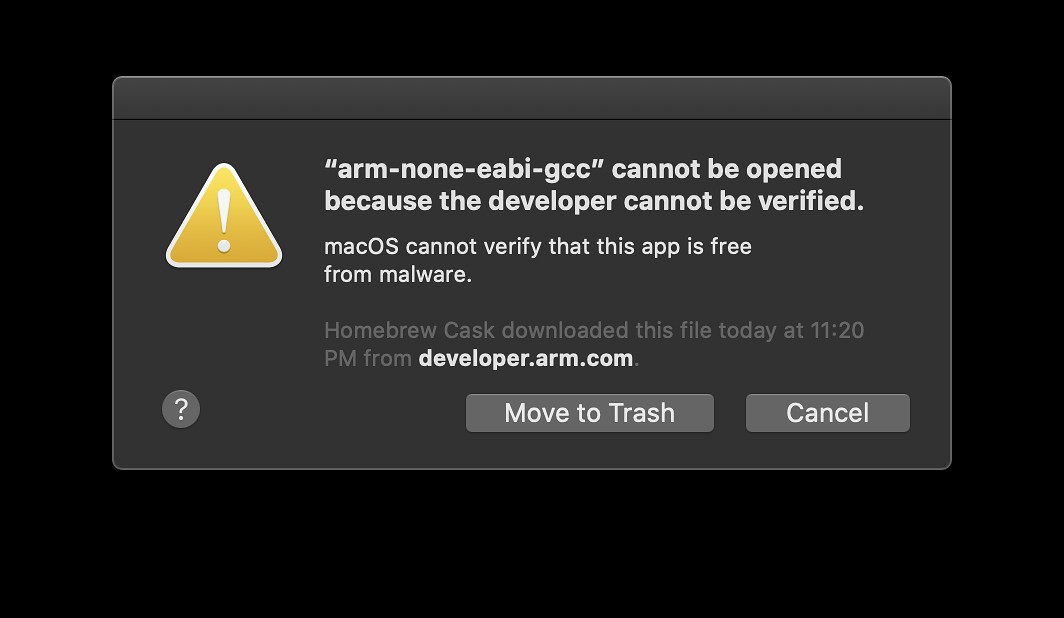 “arm-none-eabi-gcc” cannot be opened
because the developer cannot be verified.
macOS cannot verify that this app is free
from malware.
Homebrew Cask downloaded this file today at 11:20
PM from developer.arm.com.
?
Move to Trash
Cancel